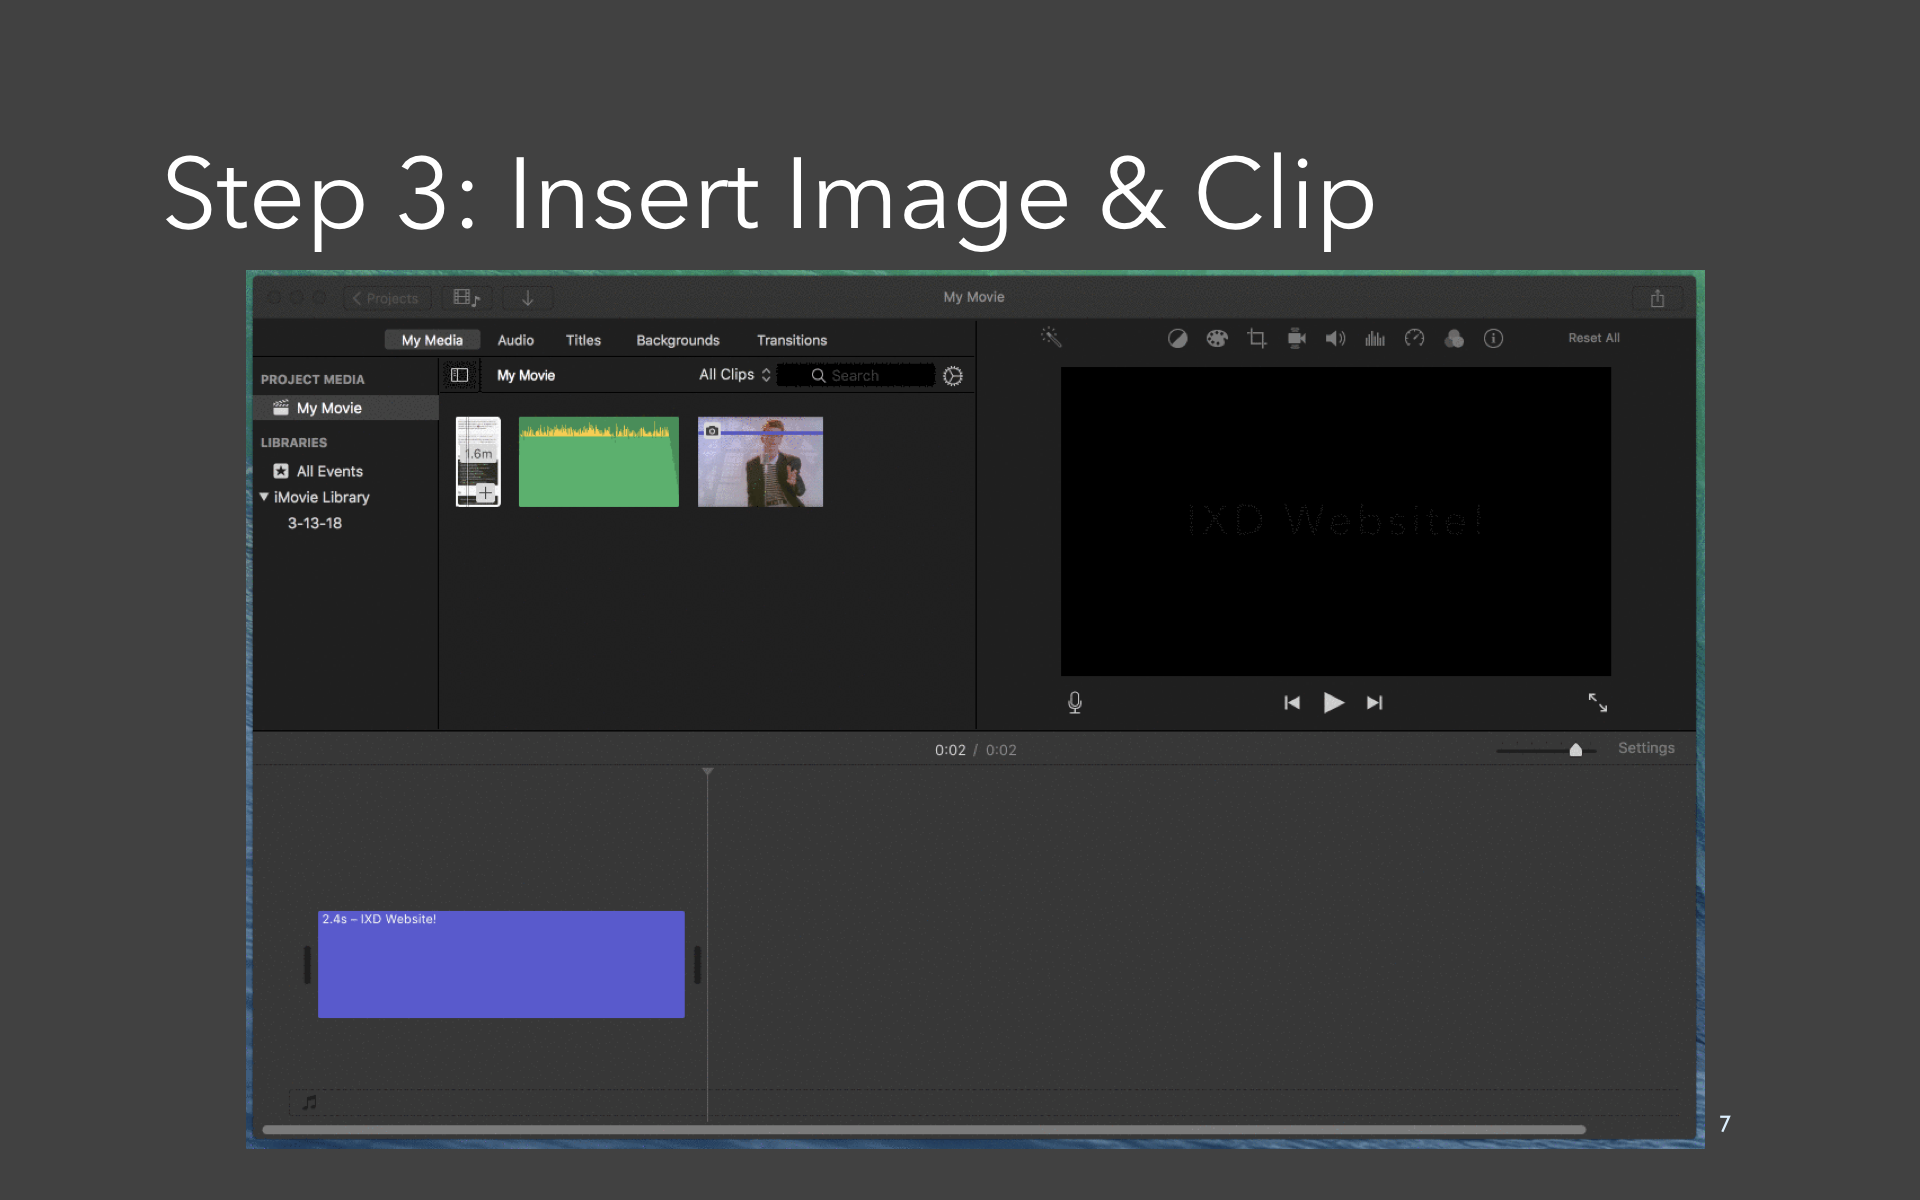 Step 3: Insert Image & Clip
Projects
My Movie
My Media
Audio
Titles
Backgrounds
Transitions
Reset All
PROJECT MEDIA
My Movie
All Clips
Search
My Movie
LIBRARIES
All Events
iMovie Library
3-13-18
1.6m
IXD Website!
0:02 / 0:02
Settings
2.4s – IXD Website!
7